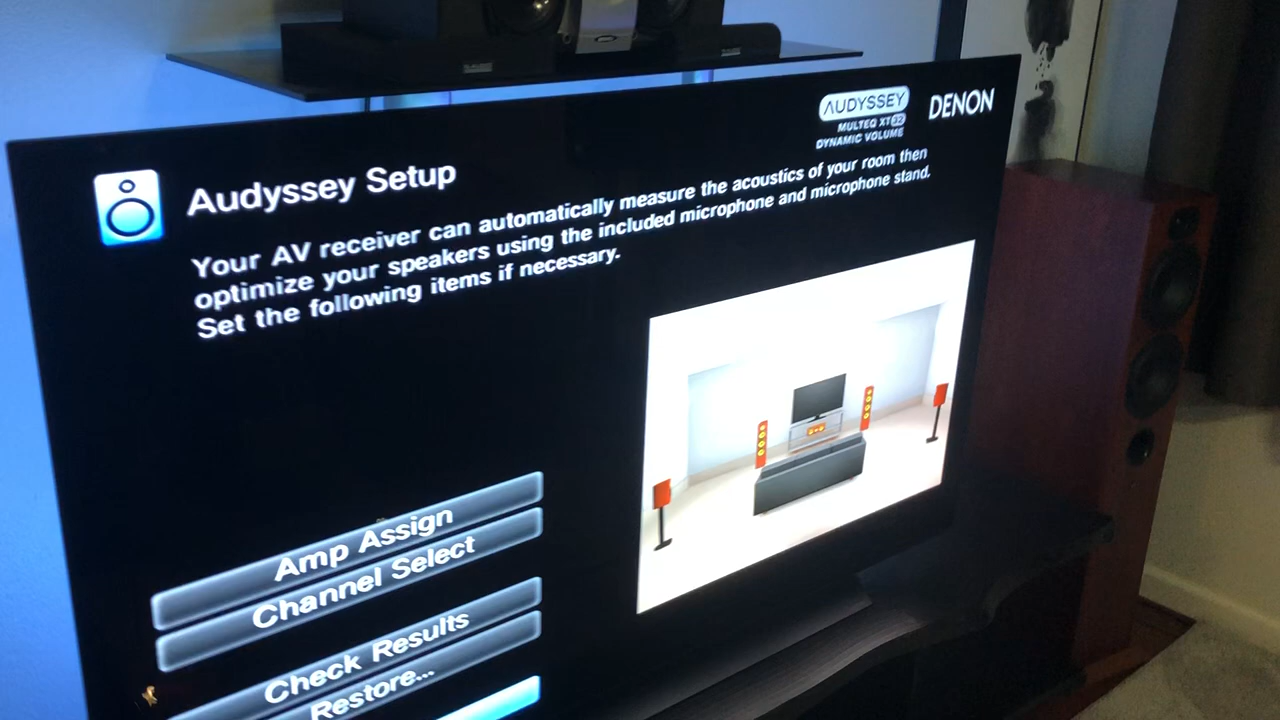 AUDYSSEY
MULTEQ XT32
DYNAMIC VOLUME
DENON
Audyssey Setup
Your AV receiver can automatically measure the acoustics of your room then
optimize your speakers using the included microphone and microphone stand.
Set the following items if necessary.
Amp Assign
Channel Select
Check Results
Restore...